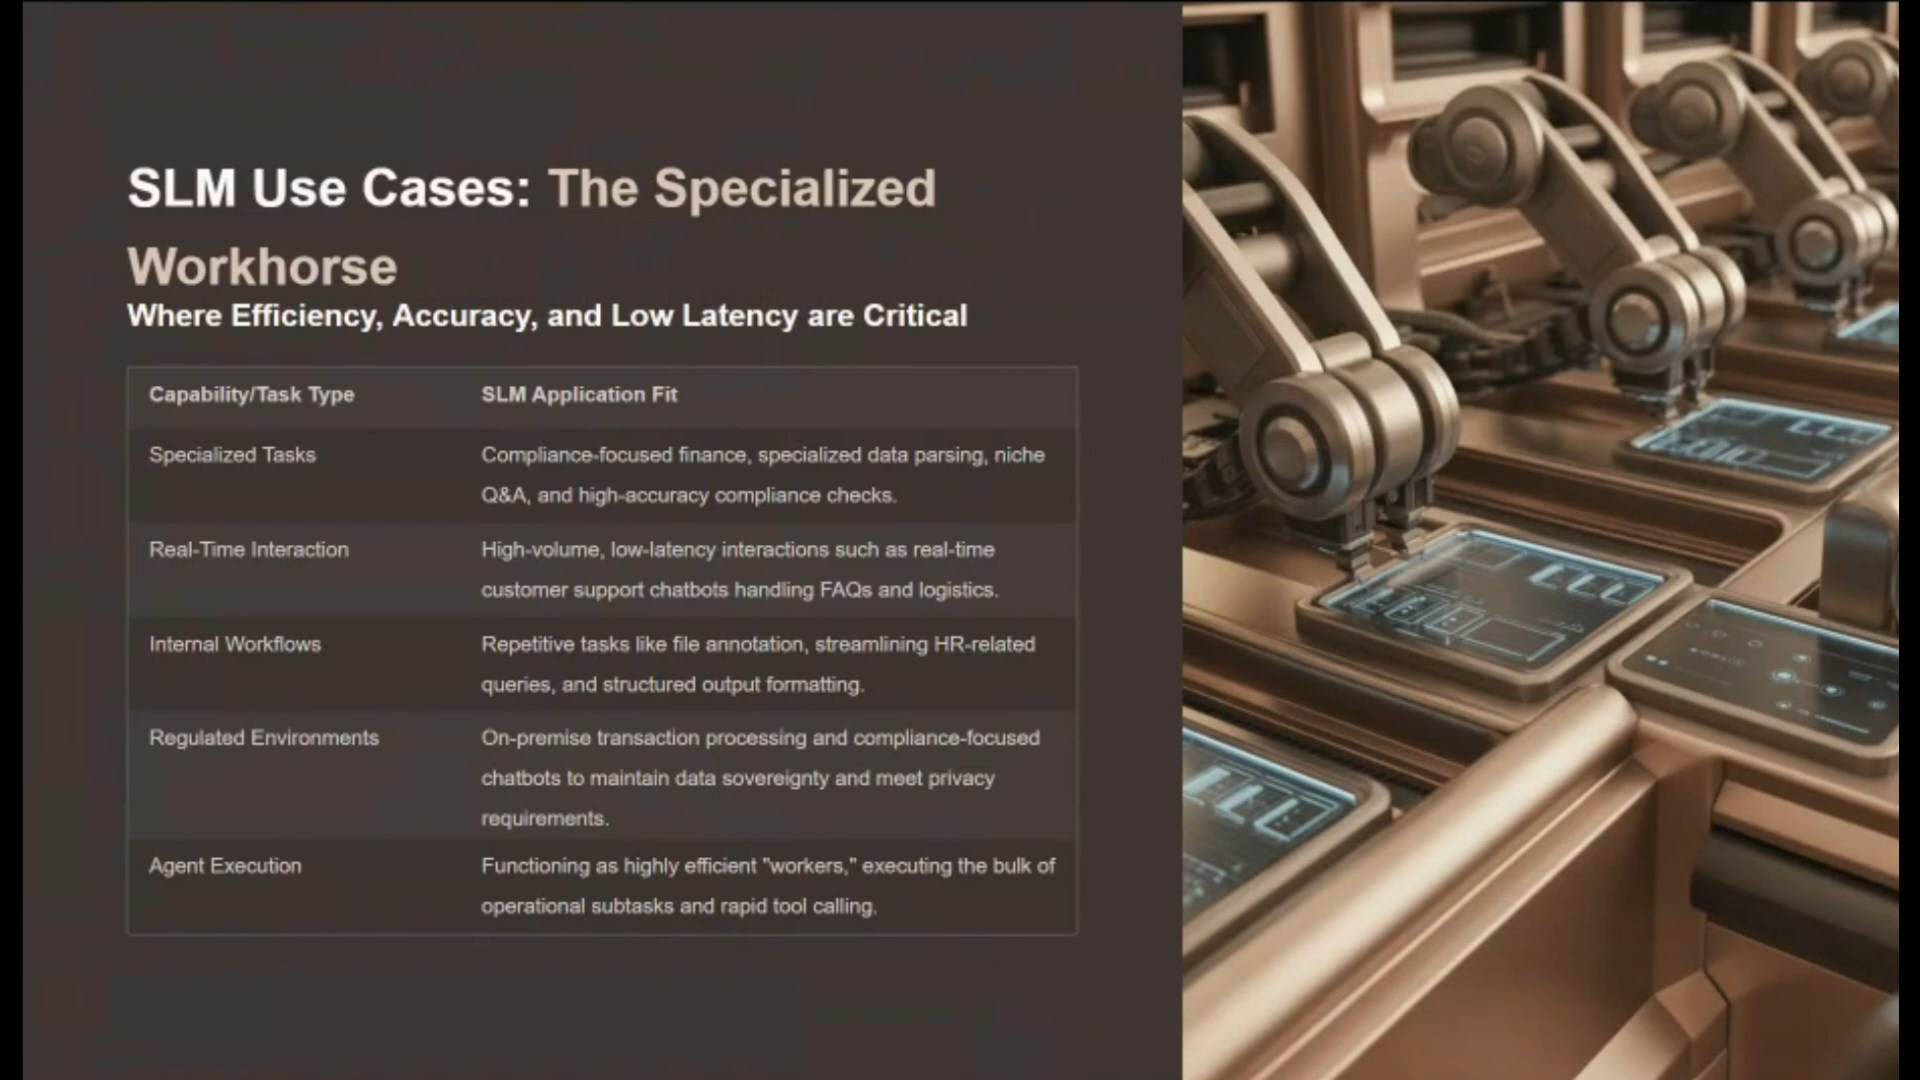 SLM Use Cases: The Specialized
Workhorse
Where Efficiency, Accuracy, and Low Latency are Critical
Capability/Task Type
SLM Application Fit
Specialized Tasks
Compliance-focused finance, specialized data parsing, niche
Q&A, and high-accuracy compliance checks.
Real-Time Interaction
High-volume, low-latency interactions such as real-time
customer support chatbots handling FAQs and logistics.
Internal Workflows
Repetitive tasks like file annotation, streamlining HR-related
queries, and structured output formatting.
Regulated Environments
On-premise transaction processing and compliance-focused
chatbots to maintain data sovereignty and meet privacy
requirements.
Agent Execution
Functioning as highly efficient "workers," executing the bulk of
operational subtasks and rapid tool calling.